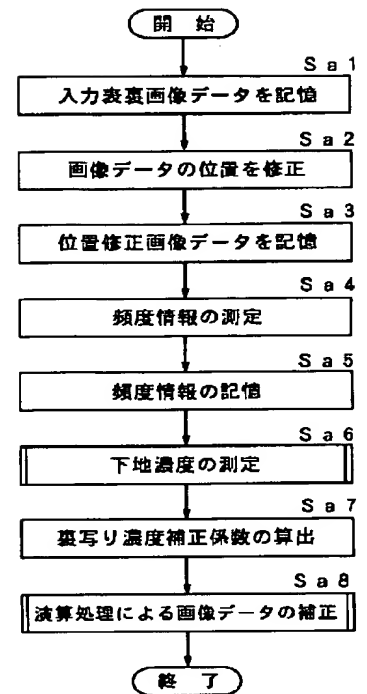 開 始
Sa1
入力表裏画像データを記憶
Sa2
画像データの位置を修正
Sa3
位置修正画像データを記憶
Sa4
頻度情報の測定
Sa5
頻度情報の記憶
Sa6
下地濃度の測定
Sa7
裏写り濃度補正係数の算出
Sa8
演算処理による画像データの補正
終 了